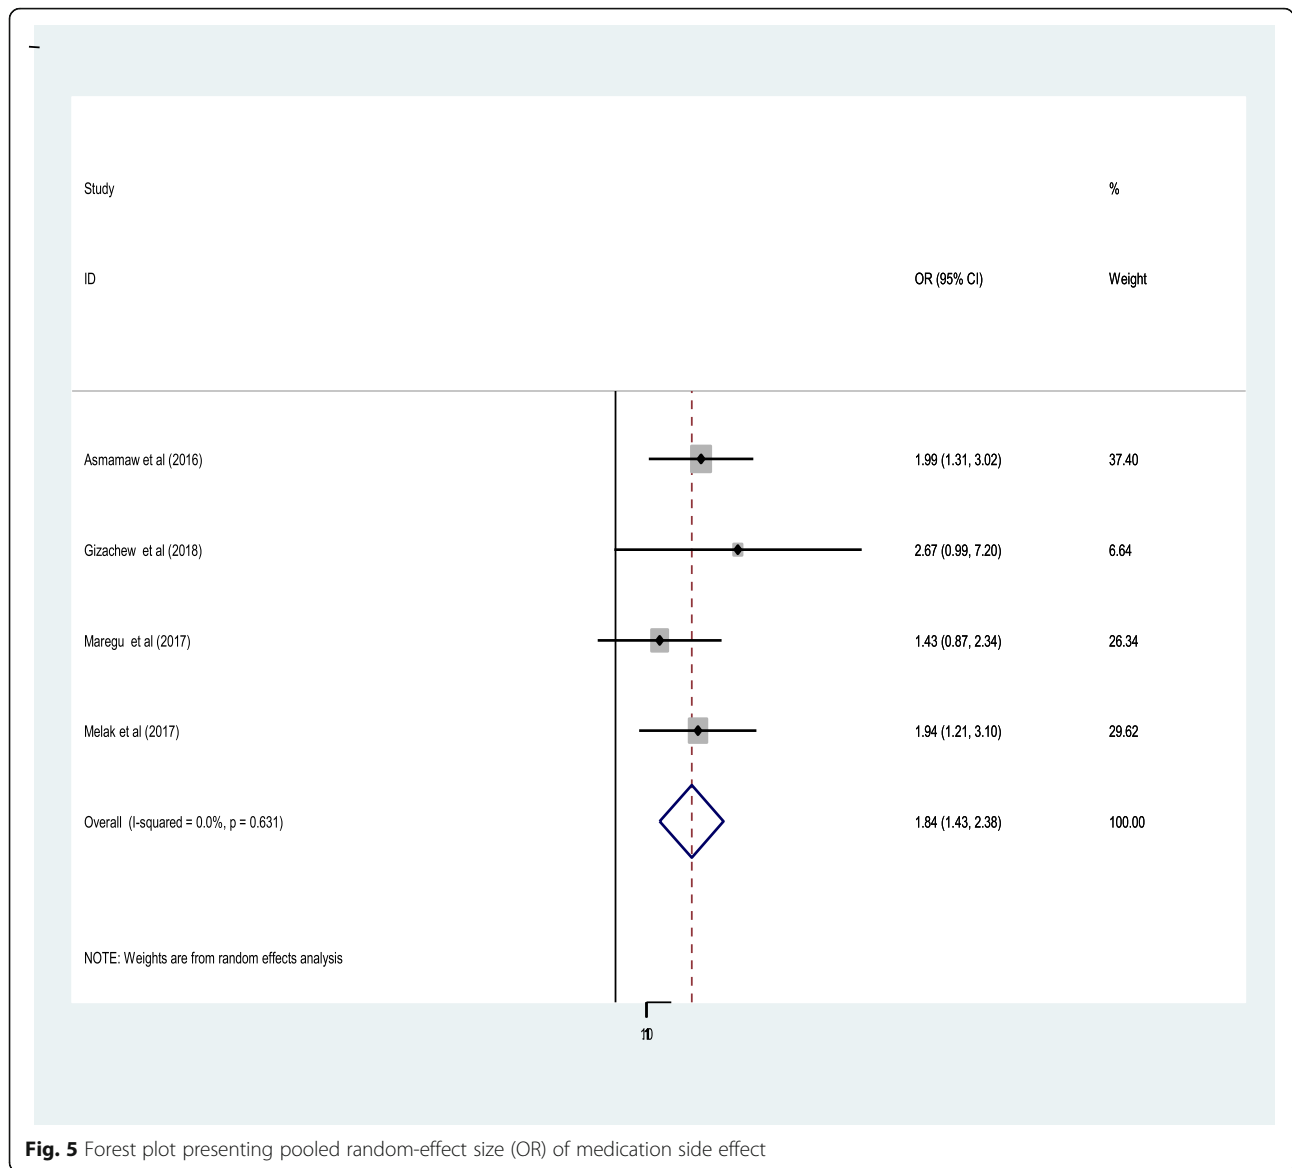 Study %
ID OR (95% CI) Weight
Asmamaw et al (2016) 1.99 (1.31, 3.02) 37.40
Gizachew et al (2018) 2.67 (0.99, 7.20) 6.64
Maregu et al (2017) 1.43 (0.87, 2.34) 26.34
Melak et al (2017) 1.94 (1.21, 3.10) 29.62
Overall (I-squared = 0.0%, p = 0.631) 1.84 (1.43, 2.38) 100.00
NOTE: Weights are from random effects analysis
Fig. 5 Forest plot presenting pooled random-effect size (OR) of medication side effect